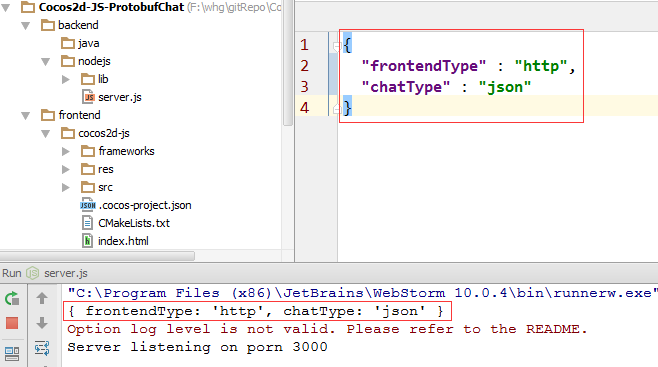 Cocos2d-JS-ProtobufChat (F:\whg\gitRepo\Co
backend
java
nodejs
lib
server.js
frontend
cocos2d-js
frameworks
res
src
.cocos-project.json
CMakeLists.txt
index.html
1 {
2 "frontendType" : "http",
3 "chatType" : "json"
4 }
Run server.js
"C:\Program Files (x86)\JetBrains\WebStorm 10.0.4\bin\runnerw.exe"
{ frontendType: 'http', chatType: 'json' }
Option log level is not valid. Please refer to the README.
Server listening on porn 3000